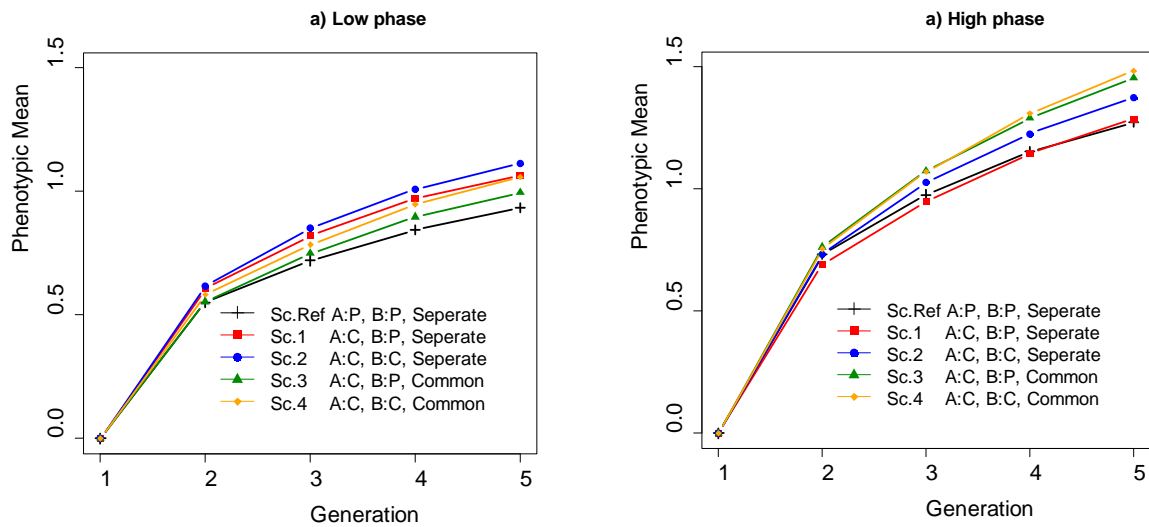 a) Low phase
1.5
1.0
0.5
0.0
Phenotypic Mean
Sc.Ref A:P, B:P, Seperate
Sc.1 A:C, B:P, Seperate
Sc.2 A:C, B:C, Seperate
Sc.3 A:C, B:P, Common
Sc.4 A:C, B:C, Common
1 2 3 4 5
Generation
a) High phase
1.5
1.0
0.5
0.0
Phenotypic Mean
Sc.Ref A:P, B:P, Seperate
Sc.1 A:C, B:P, Seperate
Sc.2 A:C, B:C, Seperate
Sc.3 A:C, B:P, Common
Sc.4 A:C, B:C, Common
1 2 3 4 5
Generation